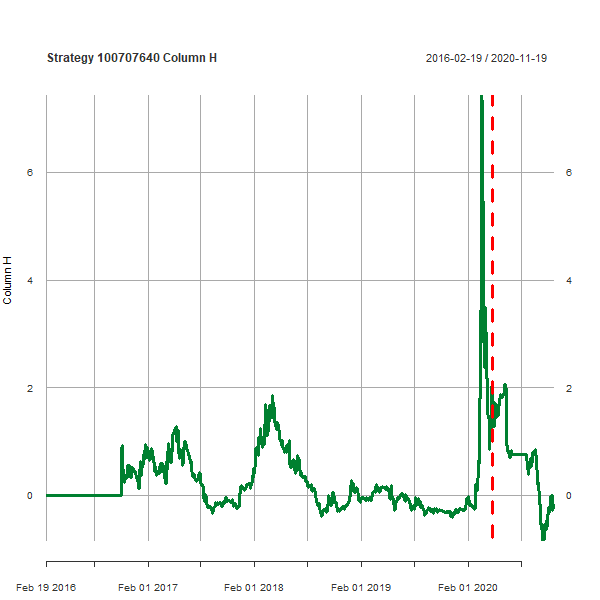 Strategy 100707640 Column H
2016-02-19 / 2020-11-19
6
6
4
4
Column H
2
2
0
0
Feb 19 2016
Feb 01 2017
Feb 01 2018
Feb 01 2019
Feb 01 2020